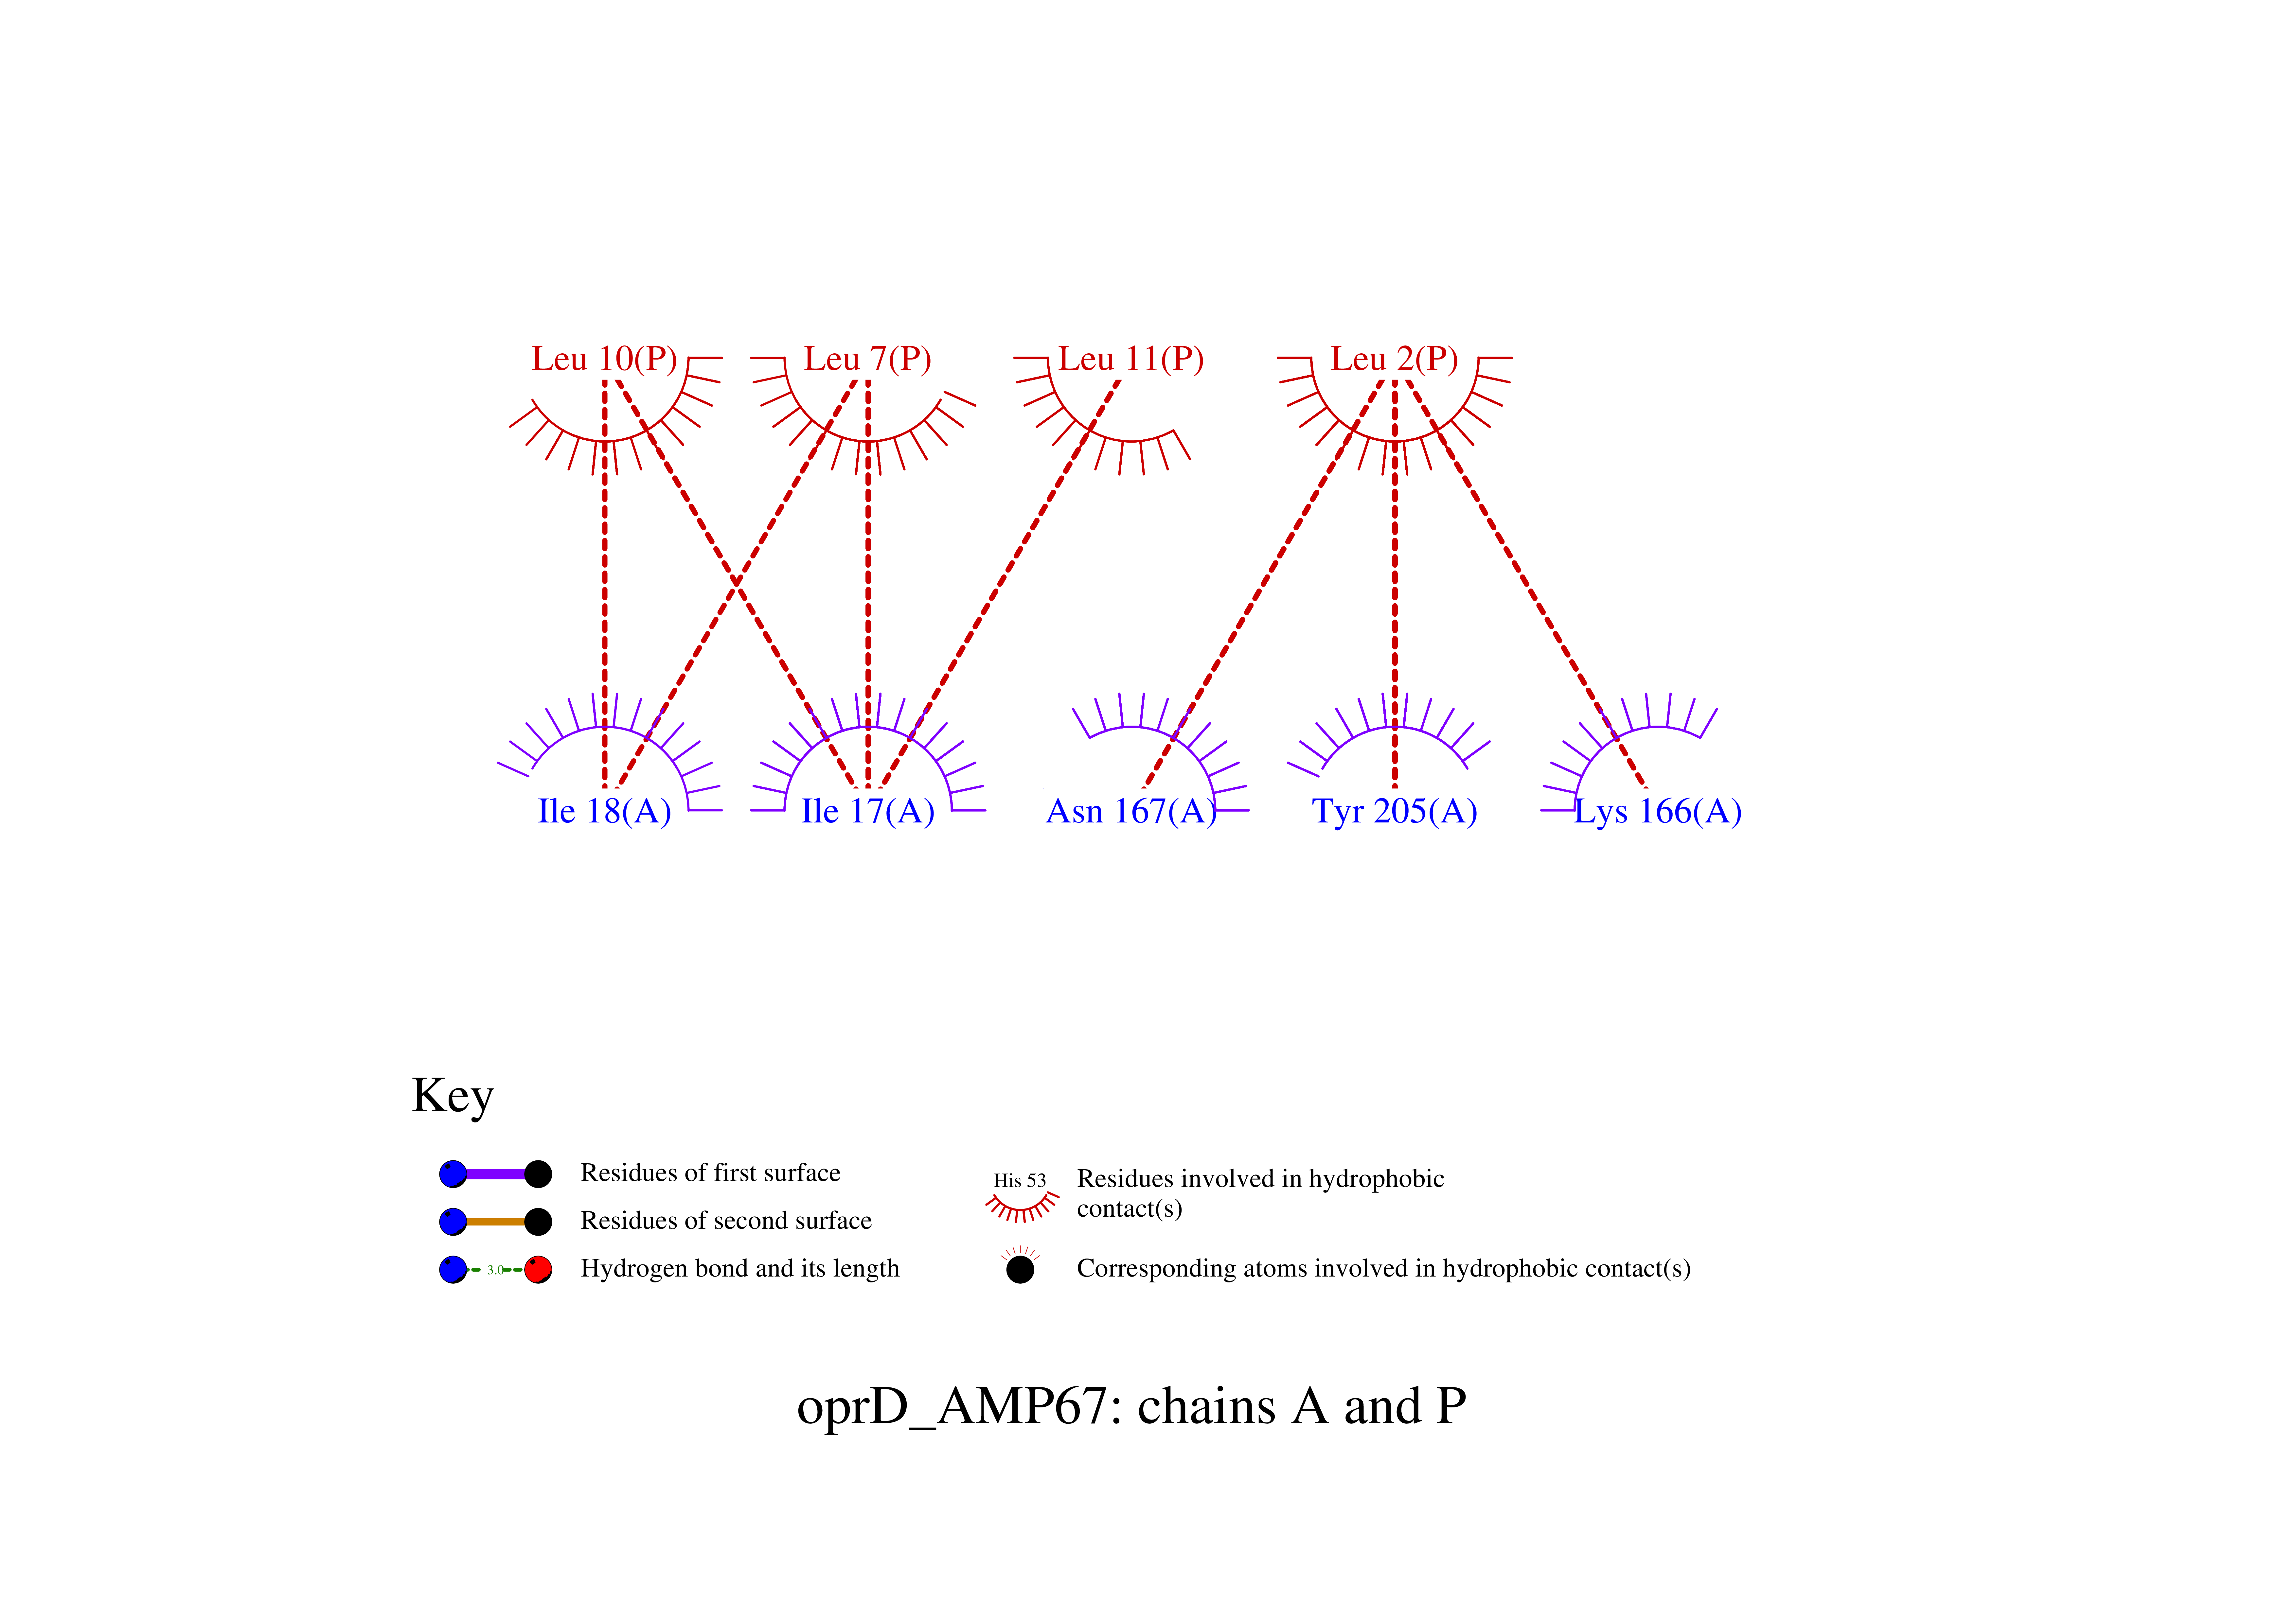 Leu 10(P) Leu 7(P) Leu 11(P) Leu 2(P)
Ile 18(A) Ile 17(A) Asn 167(A) Tyr 205(A) Lys 166(A)
Key
Residues of first surface
Residues of second surface
3.0 Hydrogen bond and its length
His 53 Residues involved in hydrophobic
contact(s)
Corresponding atoms involved in hydrophobic contact(s)
oprD_AMP67: chains A and P